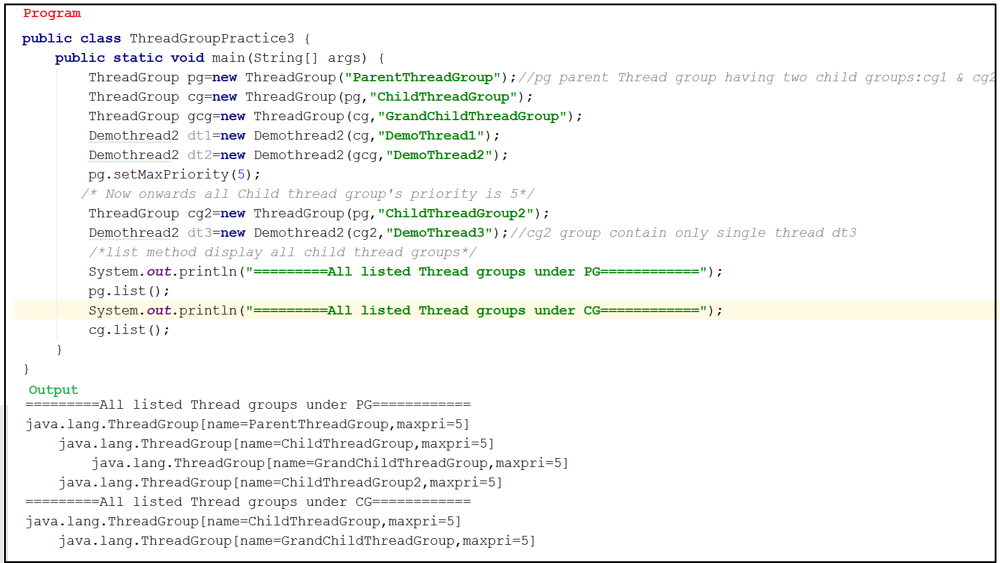 Program
public class ThreadGroupPractice3 {
public static void main(String[] args) {
ThreadGroup pg=new ThreadGroup("ParentThreadGroup");//pg parent Thread group having two child groups:cg1 & cg2
ThreadGroup cg=new ThreadGroup(pg,"ChildThreadGroup");
ThreadGroup gcg=new ThreadGroup(cg,"GrandChildThreadGroup");
Demothread2 dt1=new Demothread2(cg,"DemoThread1");
Demothread2 dt2=new Demothread2(gcg,"DemoThread2");
pg.setMaxPriority(5);
/* Now onwards all Child thread group's priority is 5*/
ThreadGroup cg2=new ThreadGroup(pg,"ChildThreadGroup2");
Demothread2 dt3=new Demothread2(cg2,"DemoThread3");//cg2 group contain only single thread dt3
/*list method display all child thread groups*/
System.out.println("=========All listed Thread groups under PG============");
pg.list();
System.out.println("=========All listed Thread groups under CG============");
cg.list();
}
}
Output
=========All listed Thread groups under PG============
java.lang.ThreadGroup[name=ParentThreadGroup,maxpri=5]
java.lang.ThreadGroup[name=ChildThreadGroup,maxpri=5]
java.lang.ThreadGroup[name=GrandChildThreadGroup,maxpri=5]
java.lang.ThreadGroup[name=ChildThreadGroup2,maxpri=5]
=========All listed Thread groups under CG============
java.lang.ThreadGroup[name=ChildThreadGroup,maxpri=5]
java.lang.ThreadGroup[name=GrandChildThreadGroup,maxpri=5]